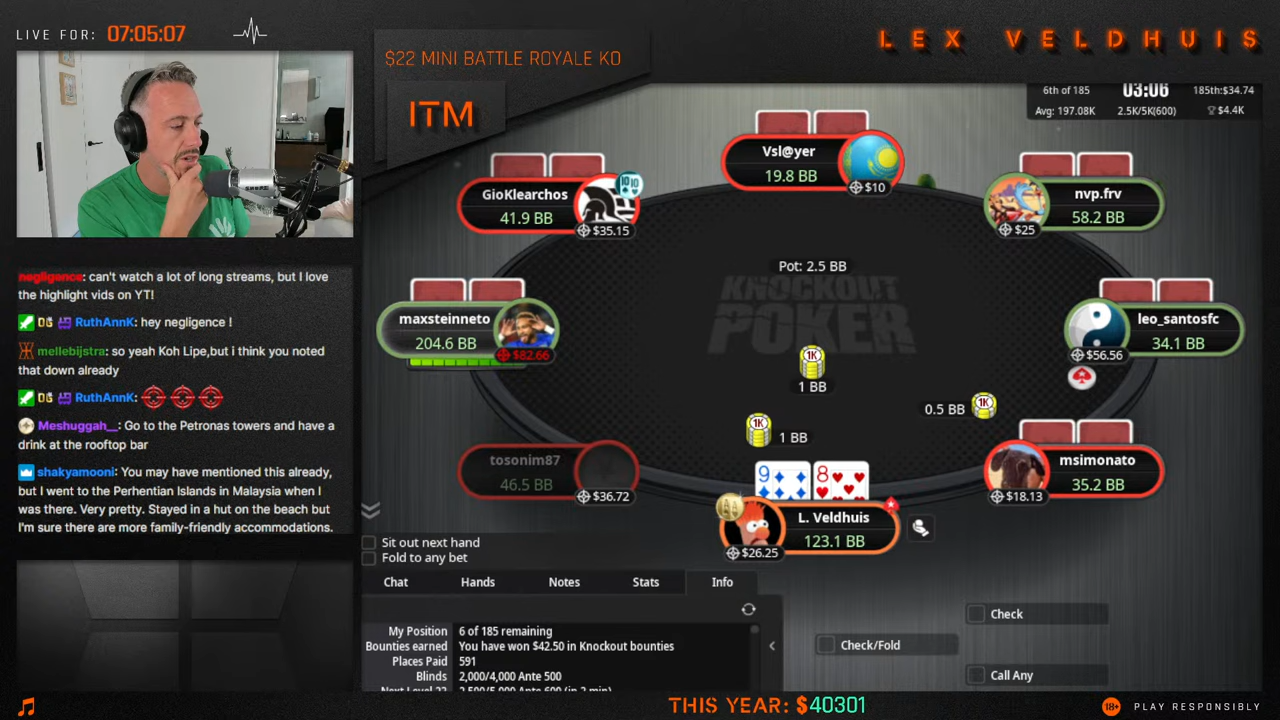 LIVE FOR: 07:05:07
LEX VELDHUIS
$22 MINI BATTLE ROYALE KO
ITM
6th of 185
03:06
185th:$34.74
Avg: 197.08K
2.5K/5K(600)
$4.4K
Vsl@yer
19.8 BB
$10
GioKlearchos
41.9 BB
$35.15
10 10
nvp.frv
58.2 BB
$25
Pot: 2.5 BB
KNOCKOUT
POKER
maxsteinneto
204.6 BB
$82.66
leo_santosfc
34.1 BB
$56.56
1K
1 BB
0.5 BB
1K
1K
1 BB
tosonim87
46.5 BB
$36.72
msimonato
35.2 BB
$18.13
9 8
L. Veldhuis
123.1 BB
$26.25
negligence: can't watch a lot of long streams, but I love
the highlight vids on YT!
RuthAnnK: hey negligence !
mellebijstra: so yeah Koh Lipe,but i think you noted
that down already
RuthAnnK:
Meshuggah__: Go to the Petronas towers and have a
drink at the rooftop bar
shakyamooni: You may have mentioned this already,
but I went to the Perhentian Islands in Malaysia when I
was there. Very pretty. Stayed in a hut on the beach but
I'm sure there are more family-friendly accommodations.
Sit out next hand
Fold to any bet
Chat Hands Notes Stats Info
My Position 6 of 185 remaining
Bounties earned You have won $42.50 in Knockout bounties
Places Paid 591
Blinds 2,000/4,000 Ante 500
Check
Check/Fold
Call Any
THIS YEAR: $40301
18+ PLAY RESPONSIBLY